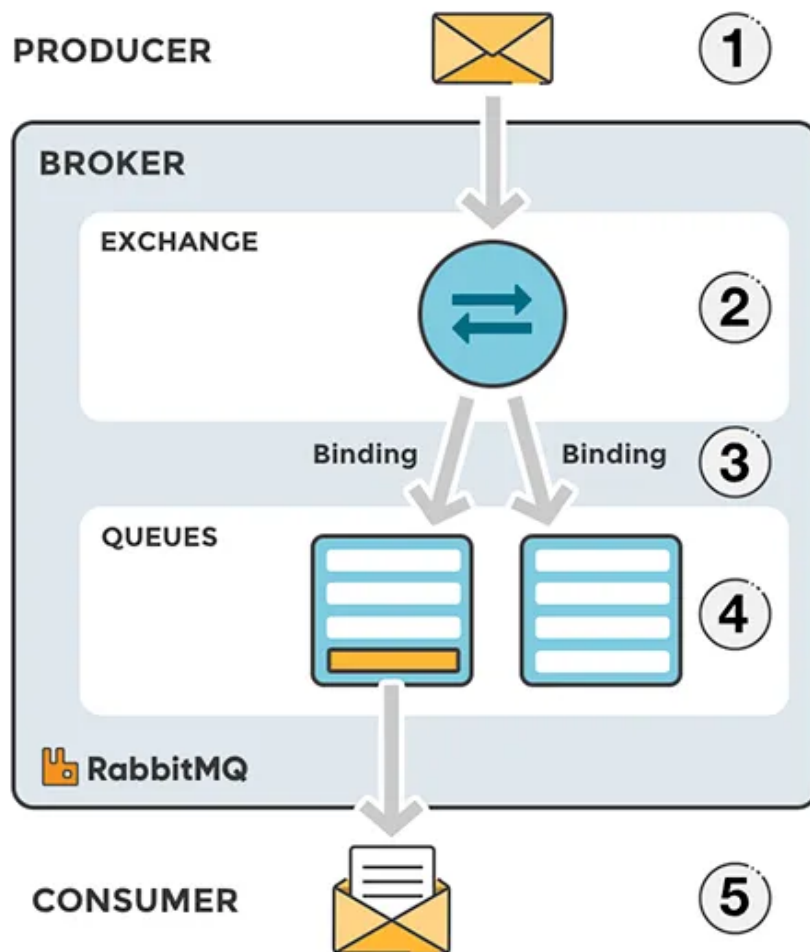 PRODUCER 1
BROKER
EXCHANGE
2
Binding Binding 3
QUEUES
4
RabbitMQ
CONSUMER 5